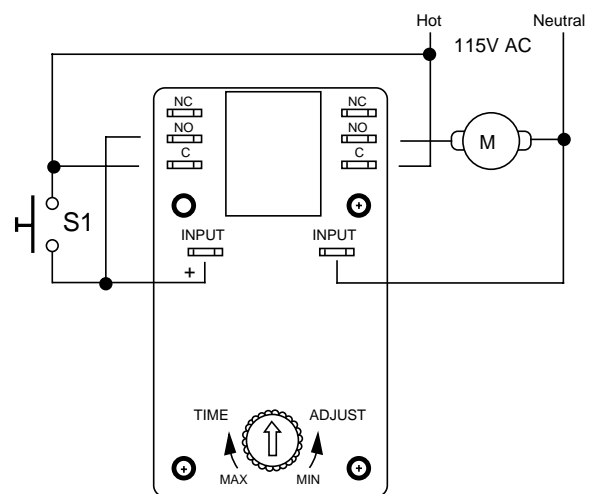 Hot
Neutral
115V AC
NC
NC
NO
NO
C
C
M
S1
INPUT
INPUT
+
TIME
ADJUST
MAX
MIN